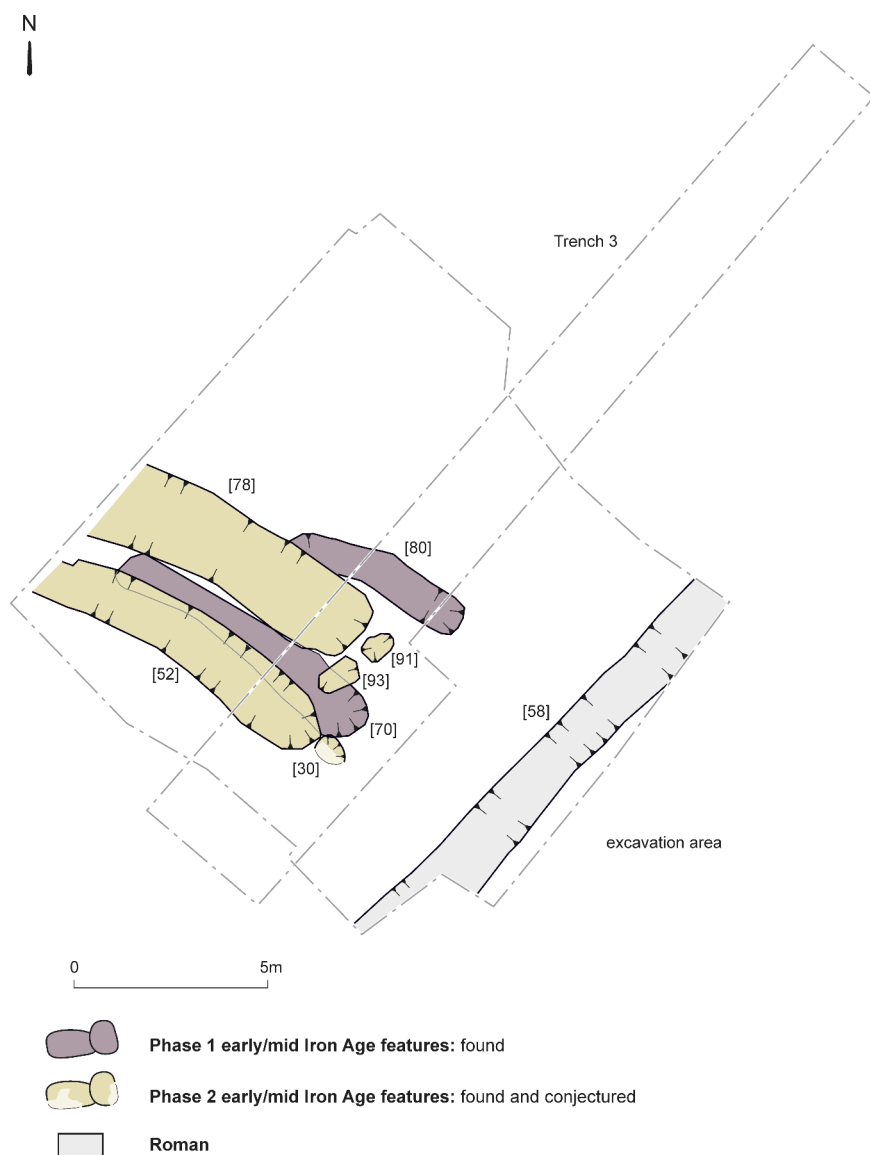 N
Trench 3
[78]
[80]
[91]
[93]
[52]
[70]
[58]
[30]
excavation area
0 5m
Phase 1 early/mid Iron Age features: found
Phase 2 early/mid Iron Age features: found and conjectured
Roman